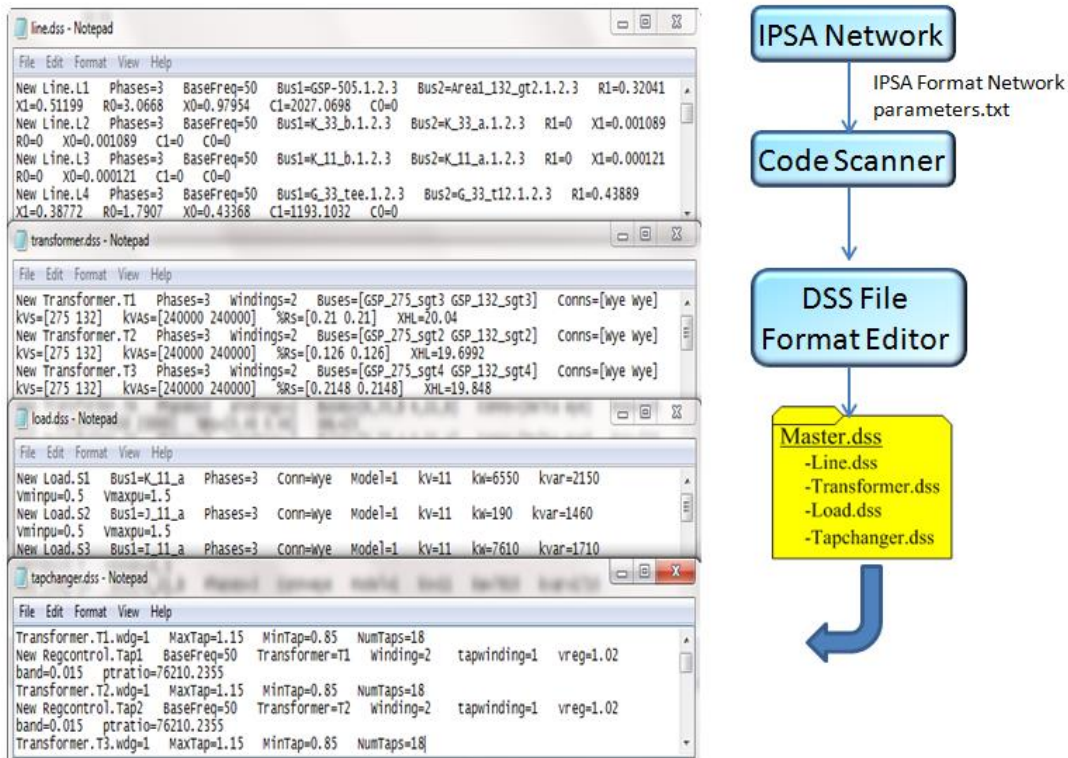 line.dss - Notepad
File Edit Format View Help
New Line.L1 Phases=3 BaseFreq=50 Bus1=GSP-505.1.2.3 Bus2=Area1_132_gt2.1.2.3 R1=0.32041
X1=0.51199 R0=3.0668 X0=0.97954 C1=2027.0698 C0=0
New Line.L2 Phases=3 BaseFreq=50 Bus1=K_33_b.1.2.3 Bus2=K_33_a.1.2.3 R1=0 X1=0.001089
R0=0 X0=0.001089 C1=0 C0=0
New Line.L3 Phases=3 BaseFreq=50 Bus1=K_11_b.1.2.3 Bus2=K_11_a.1.2.3 R1=0 X1=0.000121
R0=0 X0=0.000121 C1=0 C0=0
New Line.L4 Phases=3 BaseFreq=50 Bus1=G_33_tee.1.2.3 Bus2=G_33_t12.1.2.3 R1=0.43889
X1=0.38772 R0=1.7907 X0=0.43368 C1=1193.1032 C0=0
transformer.dss - Notepad
File Edit Format View Help
New Transformer.T1 Phases=3 Windings=2 Buses=[GSP_275_sgt3 GSP_132_sgt3] Conns=[Wye Wye]
kVs=[275 132] kVAs=[240000 240000] %Rs=[0.21 0.21] XHL=20.04
New Transformer.T2 Phases=3 Windings=2 Buses=[GSP_275_sgt2 GSP_132_sgt2] Conns=[Wye Wye]
kVs=[275 132] kVAs=[240000 240000] %Rs=[0.126 0.126] XHL=19.6992
New Transformer.T3 Phases=3 Windings=2 Buses=[GSP_275_sgt4 GSP_132_sgt4] Conns=[Wye Wye]
kVs=[275 132] kVAs=[240000 240000] %Rs=[0.2148 0.2148] XHL=19.848
load.dss - Notepad
File Edit Format View Help
New Load.S1 Bus1=K_11_a Phases=3 Conn=Wye Model=1 kV=11 kW=6550 kvar=2150
Vminpu=0.5 Vmaxpu=1.5
New Load.S2 Bus1=J_11_a Phases=3 Conn=Wye Model=1 kV=11 kW=190 kvar=1460
Vminpu=0.5 Vmaxpu=1.5
New Load.S3 Bus1=I_11_a Phases=3 Conn=Wye Model=1 kV=11 kW=7610 kvar=1710
tapchanger.dss - Notepad
File Edit Format View Help
Transformer.T1.wdg=1 MaxTap=1.15 MinTap=0.85 NumTaps=18
New Regcontrol.Tap1 BaseFreq=50 Transformer=T1 Winding=2 tapwinding=1 vreg=1.02
band=0.015 ptratio=76210.2355
Transformer.T2.wdg=1 MaxTap=1.15 MinTap=0.85 NumTaps=18
New Regcontrol.Tap2 BaseFreq=50 Transformer=T2 Winding=2 tapwinding=1 vreg=1.02
band=0.015 ptratio=76210.2355
Transformer.T3.wdg=1 MaxTap=1.15 MinTap=0.85 NumTaps=18
IPSA Network
IPSA Format Network
parameters.txt
Code Scanner
DSS File
Format Editor
Master.dss
-Line.dss
-Transformer.dss
-Load.dss
-Tapchanger.dss